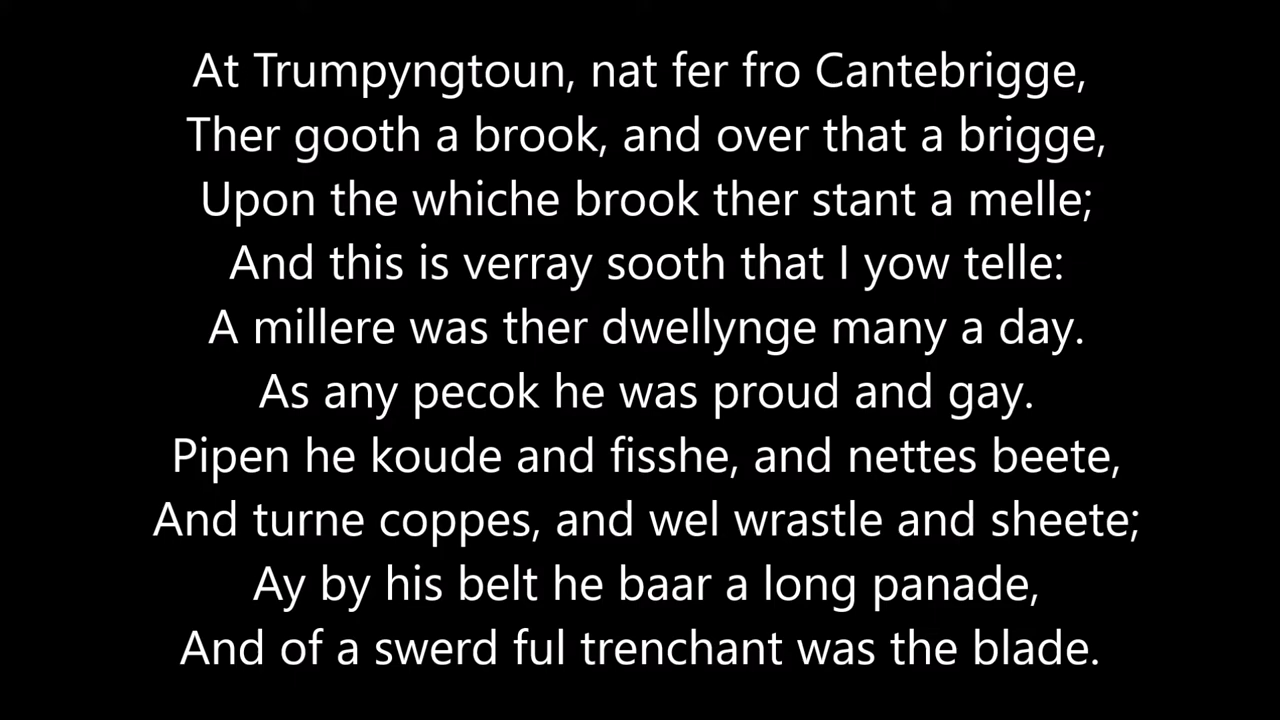 At Trumpyngtoun, nat fer fro Cantebrigge,
Ther gooth a brook, and over that a brigge,
Upon the whiche brook ther stant a melle;
And this is verray sooth that I yow telle:
A millere was ther dwellynge many a day.
As any pecok he was proud and gay.
Pipen he koude and fisshe, and nettes beete,
And turne coppes, and wel wrastle and sheete;
Ay by his belt he baar a long panade,
And of a swerd ful trenchant was the blade.